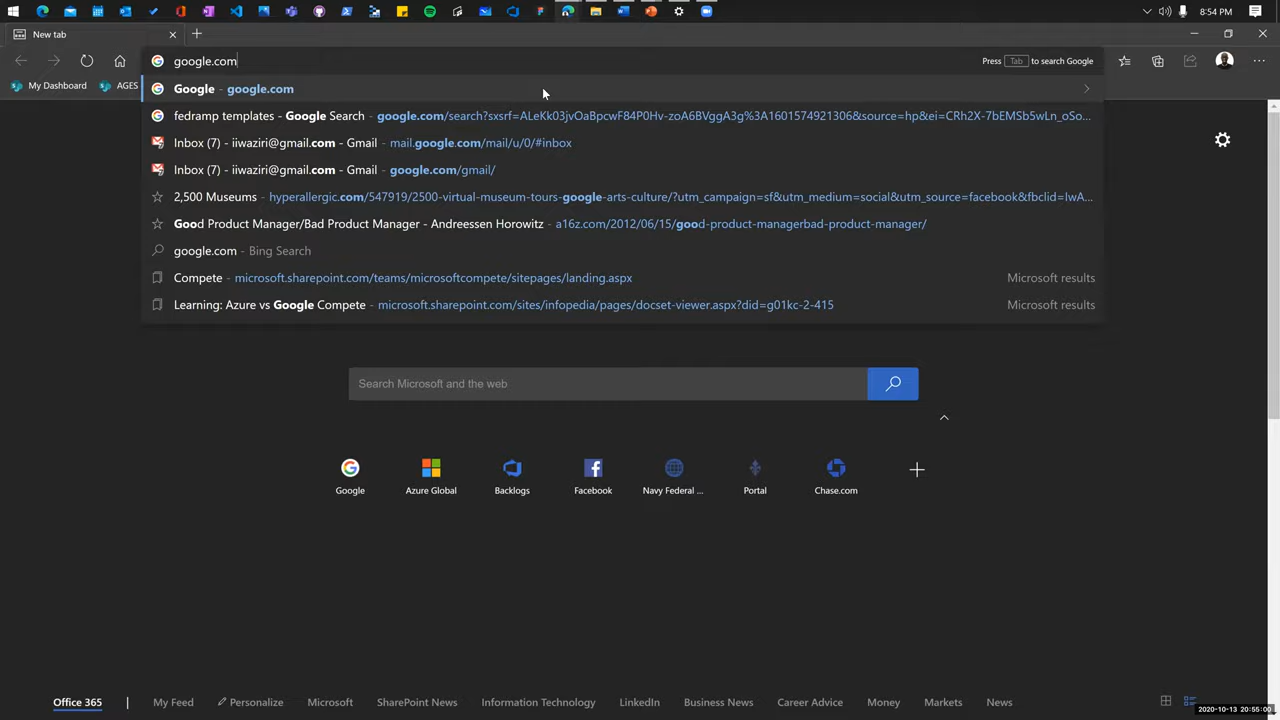 8:54 PM
New tab
google.com
Press Tab to search Google
My Dashboard
AGES
Google - google.com
fedramp templates - Google Search - google.com/search?sxsrf=ALeKk03jvOaBpcwF84P0Hv-zoA6BVggA3g%3A1601574921306&source=hp&ei=CRh2X-7bEMSb5wLn_oSo...
Inbox (7) - iiwaziri@gmail.com - Gmail - mail.google.com/mail/u/0/#inbox
Inbox (7) - iiwaziri@gmail.com - Gmail - google.com/gmail/
2,500 Museums - hyperallergic.com/547919/2500-virtual-museum-tours-google-arts-culture/?utm_campaign=sf&utm_medium=social&utm_source=facebook&fbclid=IwA...
Good Product Manager/Bad Product Manager - Andreessen Horowitz - a16z.com/2012/06/15/good-product-managerbad-product-manager/
google.com - Bing Search
Compete - microsoft.sharepoint.com/teams/microsoftcompete/sitepages/landing.aspx Microsoft results
Learning: Azure vs Google Compete - microsoft.sharepoint.com/sites/infopedia/pages/docset-viewer.aspx?did=g01kc-2-415 Microsoft results
Search Microsoft and the web
Google
Azure Global
Backlogs
Facebook
Navy Federal ...
Portal
Chase.com
Office 365 | My Feed Personalize Microsoft SharePoint News Information Technology LinkedIn Business News Career Advice Money Markets News
2020-10-13 20:55:00